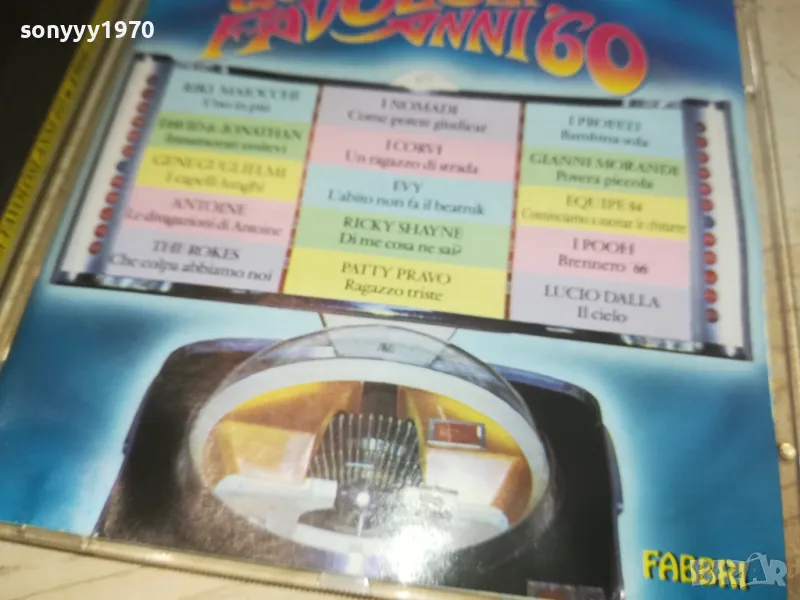 sonyyy1970
FAVOLOSI
ANNI '60
RIKI MAIOCCHI
Uno in più
THE ROKES
Che colpa abbiamo noi
ANTOINE
Le divagazioni di Antoine
GENE GUGLIELMI
I capelli lunghi
JONATHAN
I NOMADI
Come potete giudicar
I CORVI
Un ragazzo di strada
EVY
L'abito non fa il beatnik
RICKY SHAYNE
Di me cosa ne sai?
PATTY PRAVO
Ragazzo triste
I PROFETI
Bambina sola
GIANNI MORANDI
Povera piccola
EQUIPE 84
I POOH
Brennero 66
LUCIO DALLA
Il cielo
FABBRI